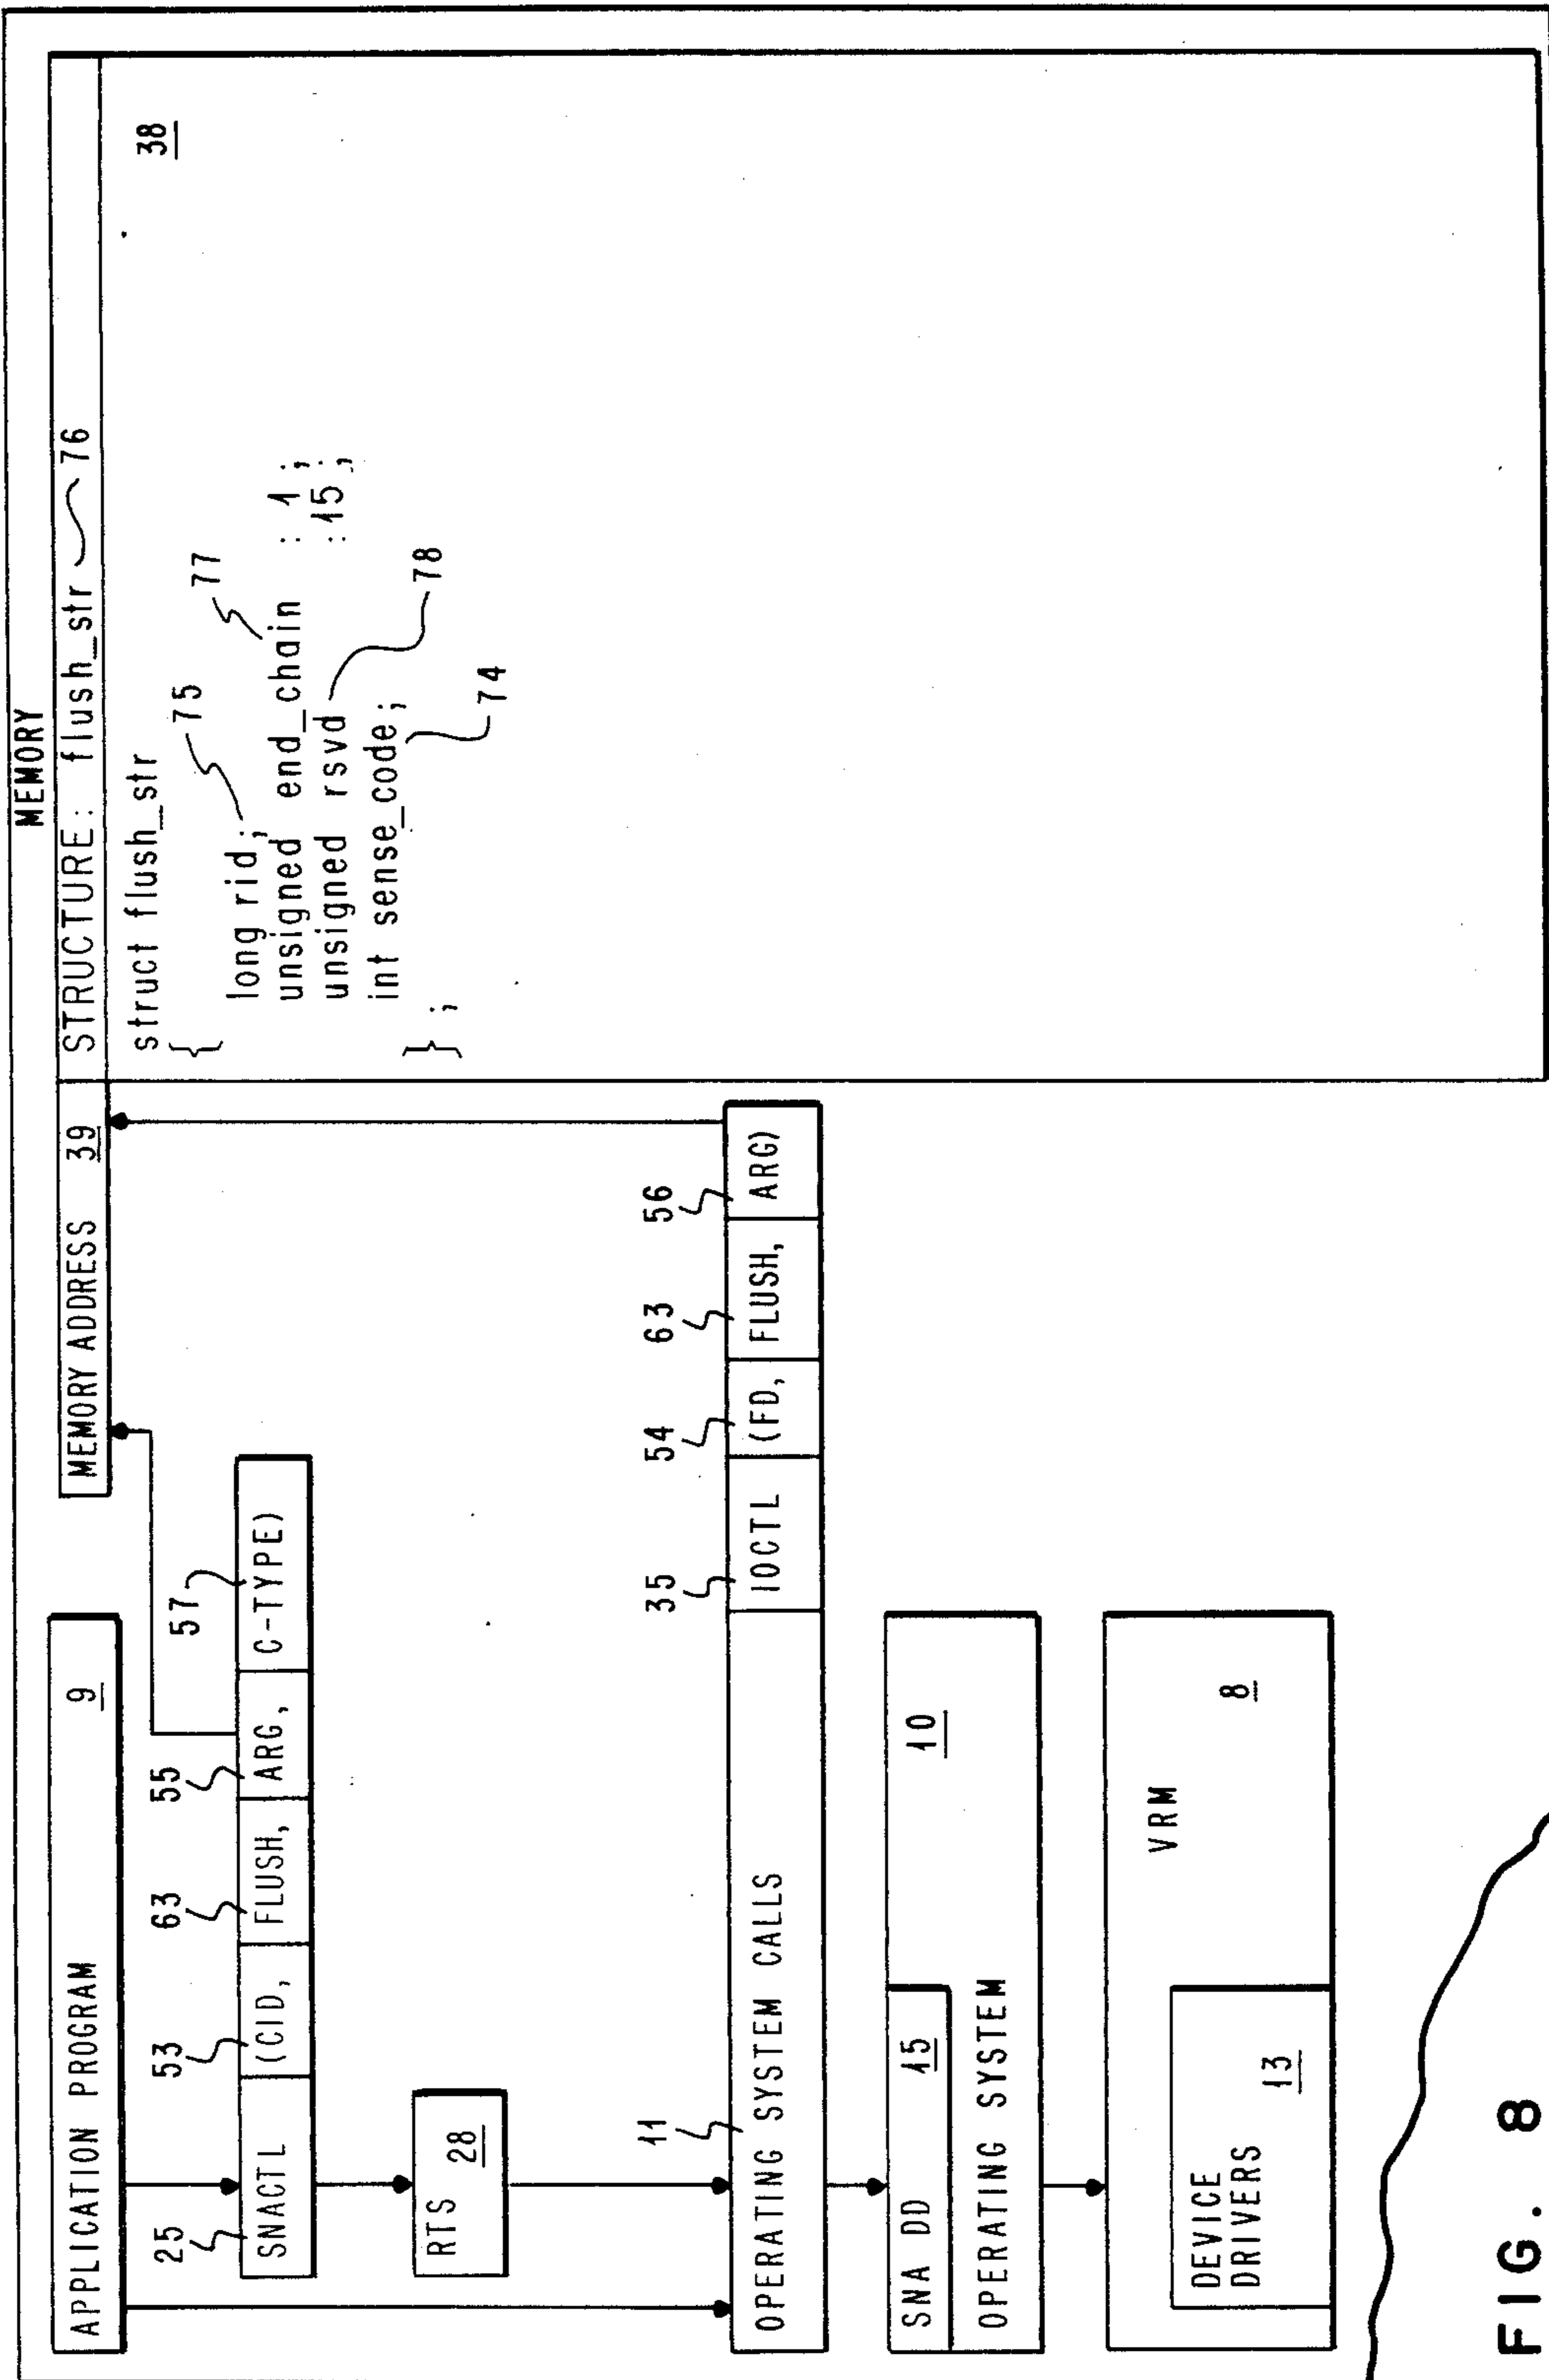 MEMORY
APPLICATION PROGRAM 9
MEMORY ADDRESS 39
STRUCTURE: flush_str 76
38
25 53 63 55 57
SNACTL (CID, FLUSH, ARG, C-TYPE)
RTS 28
struct flush_str
{
75
long rid;
77
unsigned end_chain : 1;
unsigned rsvd :15;
78
int sense_code;
74
};
11 35 54 63 56
OPERATING SYSTEM CALLS IOCTL (FD, FLUSH, ARG)
SNA DD 15
10
OPERATING SYSTEM
VRM 8
DEVICE
DRIVERS 13
FIG. 8